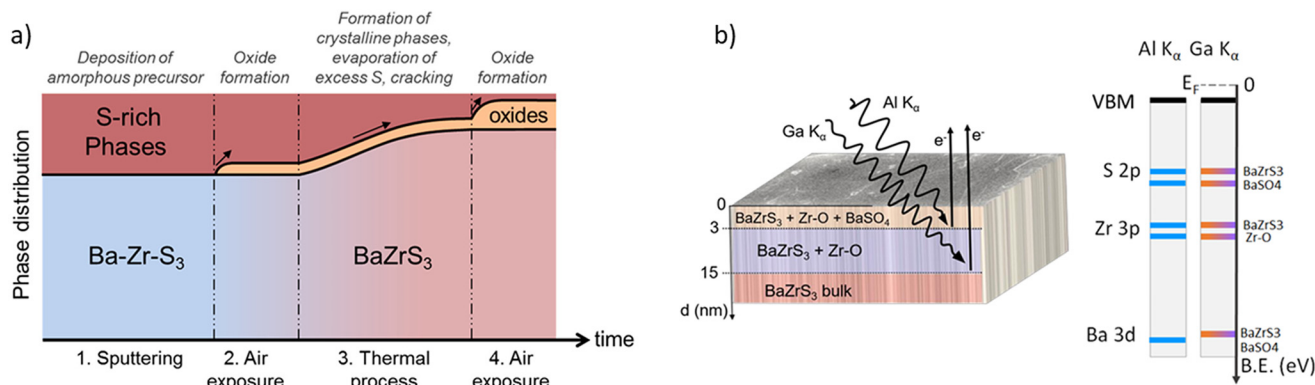 a)
Deposition of
amorphous precursor
Oxide
formation
Formation of
crystalline phases,
evaporation of
excess S, cracking
Oxide
formation
Phase distribution
S-rich
Phases
oxides
Ba-Zr-S3
BaZrS3
time
1. Sputtering
2. Air
exposure
3. Thermal
process
4. Air
exposure
b)
Al Kα
Ga Kα
e-
e-
0
BaZrS3 + Zr-O + BaSO4
3
BaZrS3 + Zr-O
15
BaZrS3 bulk
d (nm)
Al Kα Ga Kα
EF
0
VBM
S 2p
BaZrS3
BaSO4
Zr 3p
BaZrS3
Zr-O
Ba 3d
BaZrS3
BaSO4
B.E. (eV)